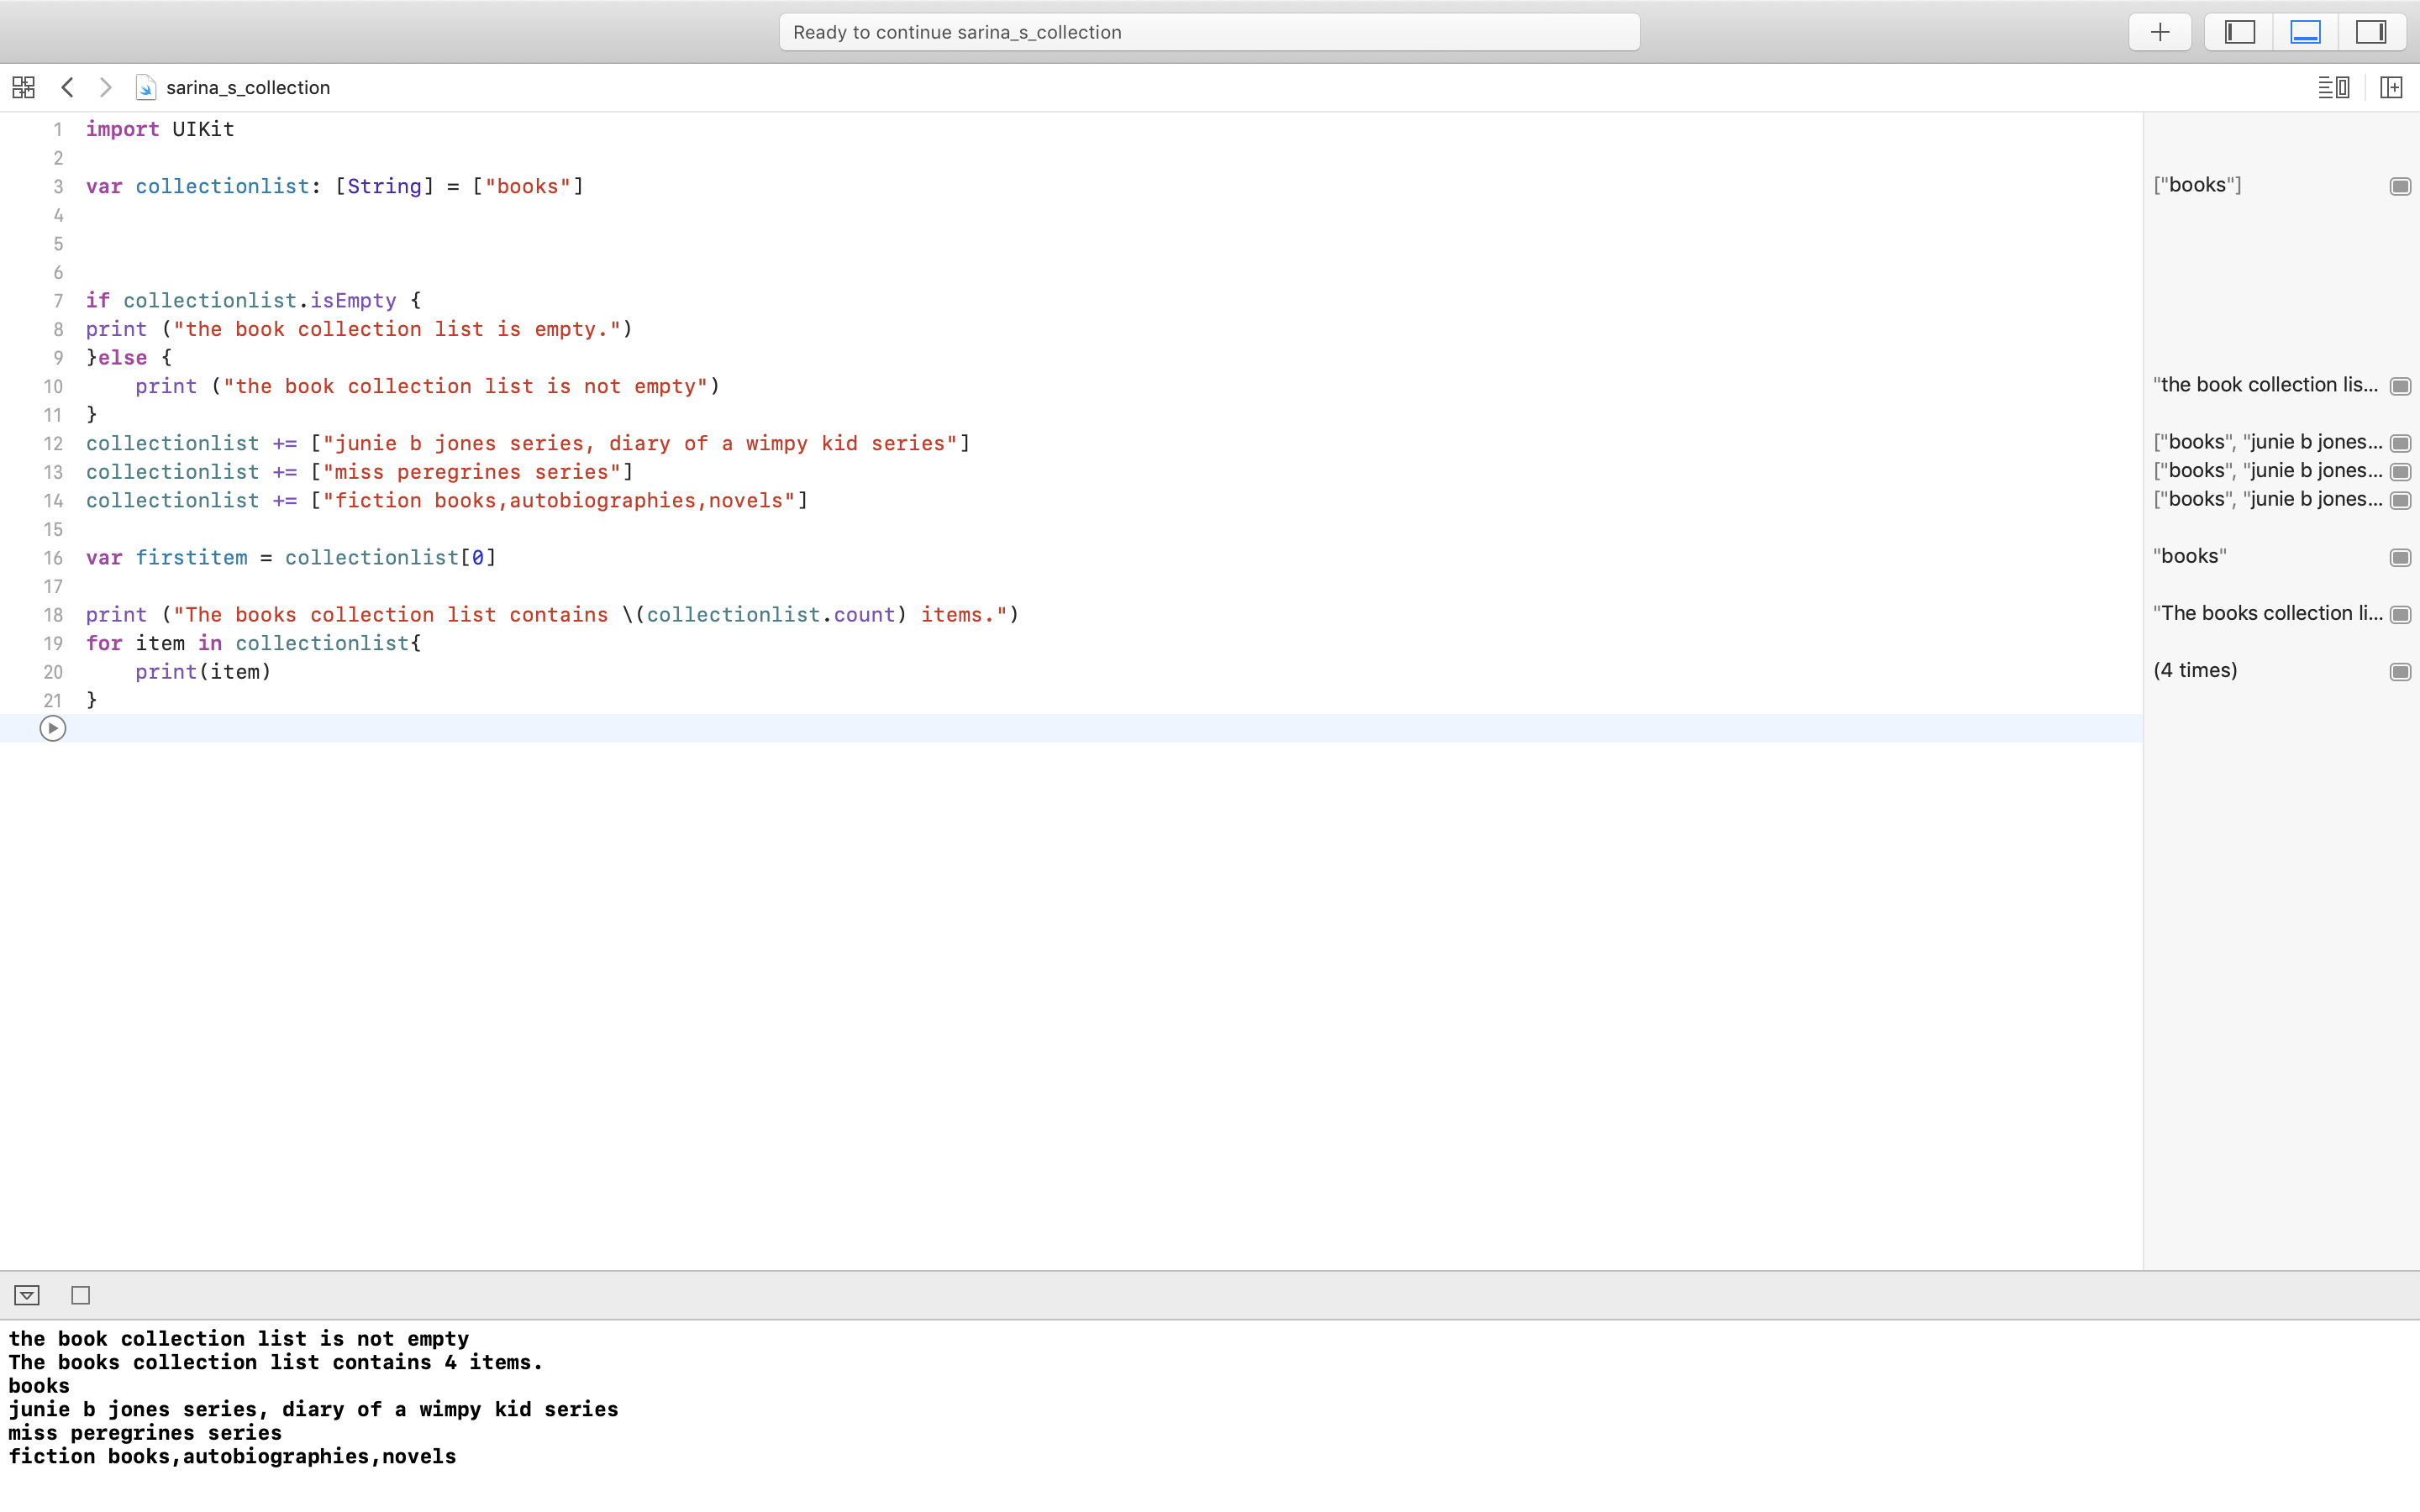 Ready to continue sarina_s_collection
sarina_s_collection
1 import UIKit
2
3 var collectionlist: [String] = ["books"]
["books"]
4
5
6
7 if collectionlist.isEmpty {
8 print ("the book collection list is empty.")
9 }else {
10     print ("the book collection list is not empty")
"the book collection lis...
11 }
12 collectionlist += ["junie b jones series, diary of a wimpy kid series"]
["books", "junie b jones...
13 collectionlist += ["miss peregrines series"]
["books", "junie b jones...
14 collectionlist += ["fiction books,autobiographies,novels"]
["books", "junie b jones...
15
16 var firstitem = collectionlist[0]
"books"
17
18 print ("The books collection list contains \(collectionlist.count) items.")
"The books collection li...
19 for item in collectionlist{
20     print(item)
(4 times)
21 }
the book collection list is not empty
The books collection list contains 4 items.
books
junie b jones series, diary of a wimpy kid series
miss peregrines series
fiction books,autobiographies,novels